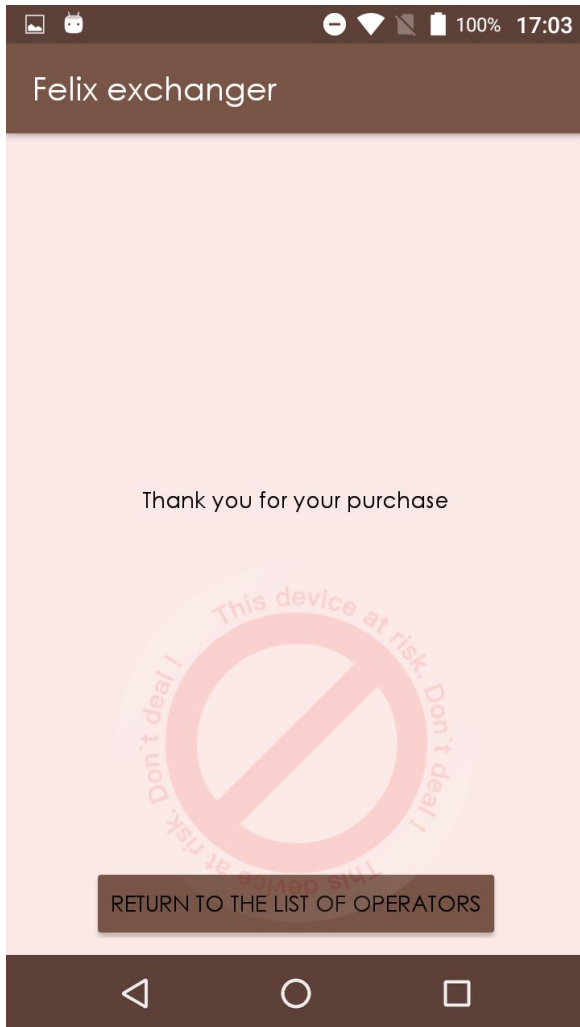 100% 17:03
Felix exchanger
Thank you for your purchase
This device at risk. Don`t deal !
This device at risk. Don`t deal !
RETURN TO THE LIST OF OPERATORS